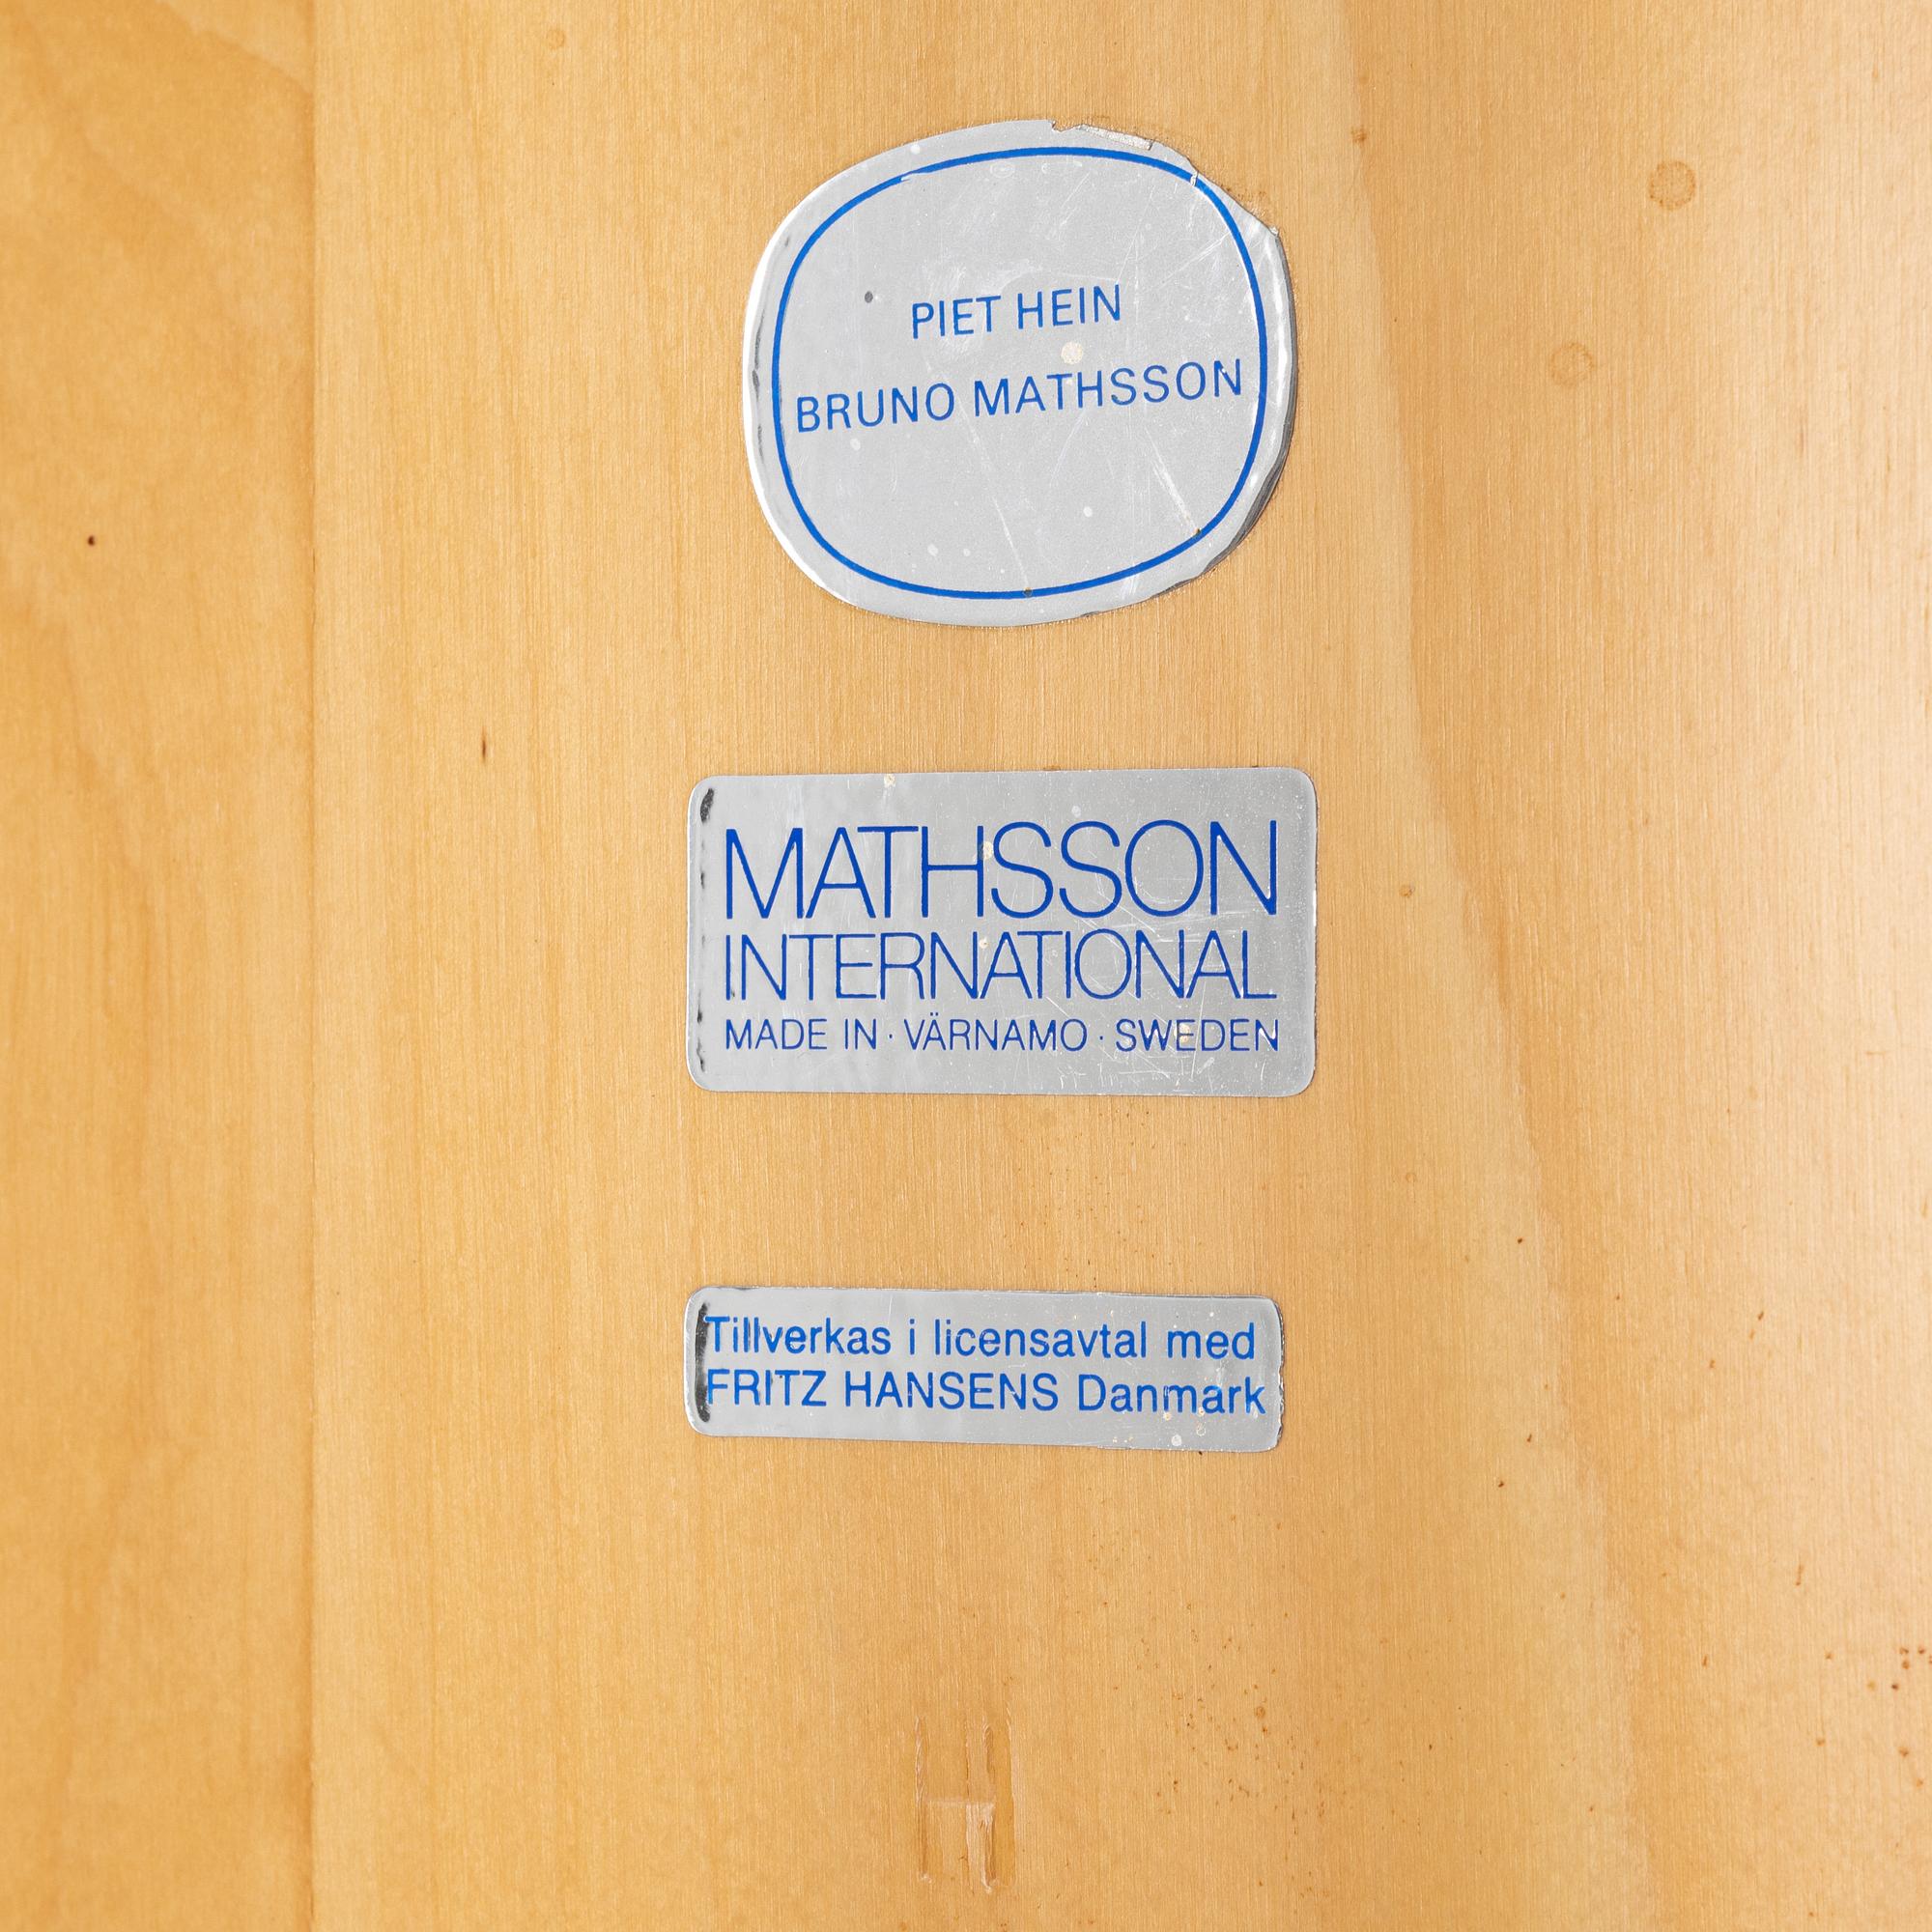 PIET HEIN
BRUNO MATHSSON
MATHSSON
INTERNATIONAL
MADE IN · VÄRNAMO · SWEDEN
Tillverkas i licensavtal med
FRITZ HANSENS Danmark